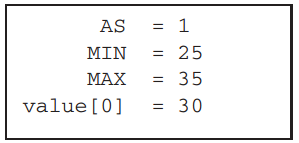 AS = 1
MIN = 25
MAX = 35
value[0] = 30